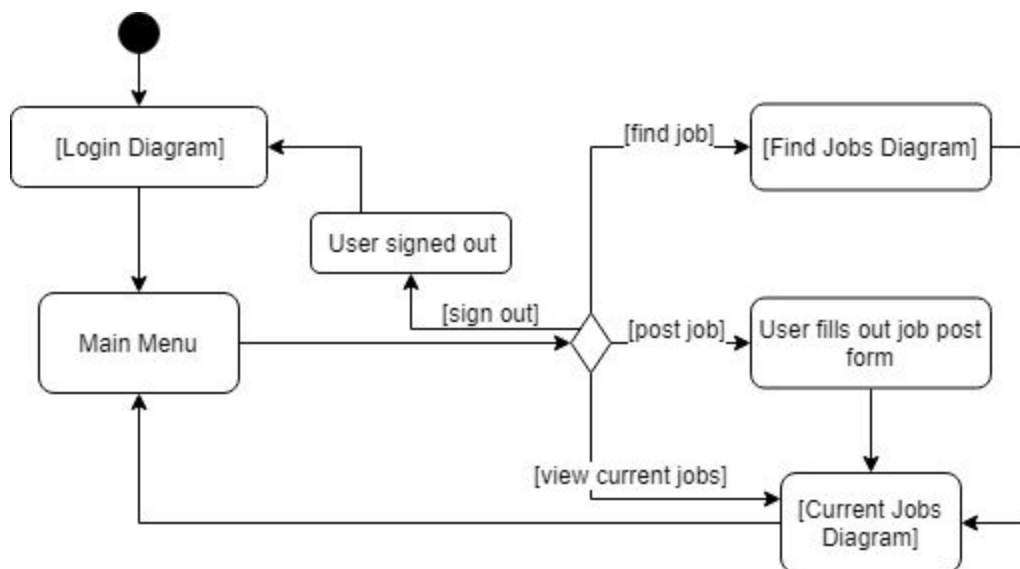 [Login Diagram]
[find job]
[Find Jobs Diagram]
User signed out
[sign out]
Main Menu
[post job]
User fills out job post
form
[view current jobs]
[Current Jobs
Diagram]